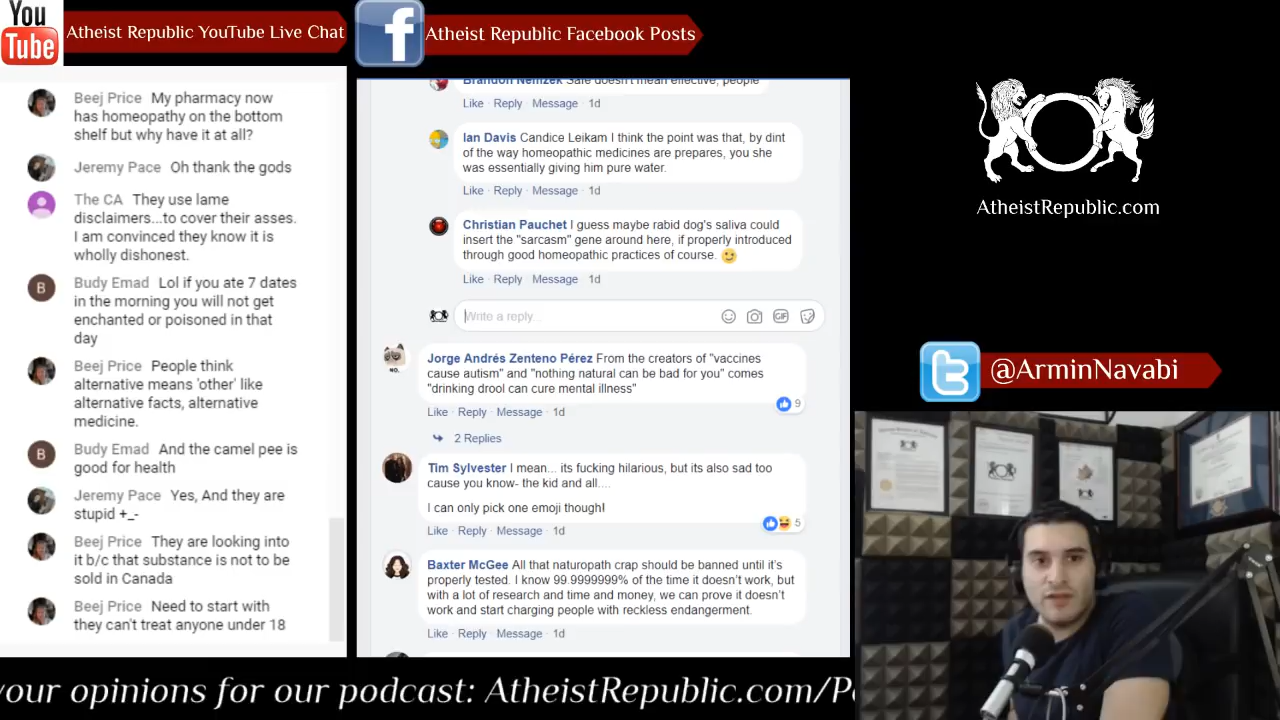 You
Tube
Atheist Republic YouTube Live Chat
Beej Price My pharmacy now
has homeopathy on the bottom
shelf but why have it at all?
Jeremy Pace Oh thank the gods
The CA They use lame
disclaimers...to cover their asses.
I am convinced they know it is
wholly dishonest.
B
Budy Emad Lol if you ate 7 dates
in the morning you will not get
enchanted or poisoned in that
day
Beej Price People think
alternative means 'other' like
alternative facts, alternative
medicine.
B
Budy Emad And the camel pee is
good for health
Jeremy Pace Yes, And they are
stupid +_-
Beej Price They are looking into
it b/c that substance is not to be
sold in Canada
Beej Price Need to start with
they can't treat anyone under 18
f
Atheist Republic Facebook Posts
Brandon Nemzek Safe doesn't mean effective, people
Like · Reply · Message · 1d
Ian Davis Candice Leikam I think the point was that, by dint
of the way homeopathic medicines are prepares, you she
was essentially giving him pure water.
Like · Reply · Message · 1d
Christian Pauchet I guess maybe rabid dog's saliva could
insert the "sarcasm" gene around here, if properly introduced
through good homeopathic practices of course.
Like · Reply · Message · 1d
Write a reply...
GIF
NO.
Jorge Andrés Zenteno Pérez From the creators of "vaccines
cause autism" and "nothing natural can be bad for you" comes
"drinking drool can cure mental illness"
9
Like · Reply · Message · 1d
2 Replies
Tim Sylvester I mean... its fucking hilarious, but its also sad too
cause you know- the kid and all....
I can only pick one emoji though!
5
Like · Reply · Message · 1d
Baxter McGee All that naturopath crap should be banned until it's
properly tested. I know 99.9999999% of the time it doesn't work, but
with a lot of research and time and money, we can prove it doesn't
work and start charging people with reckless endangerment.
Like · Reply · Message · 1d
AtheistRepublic.com
@ArminNavabi
your opinions for our podcast: AtheistRepublic.com/Po